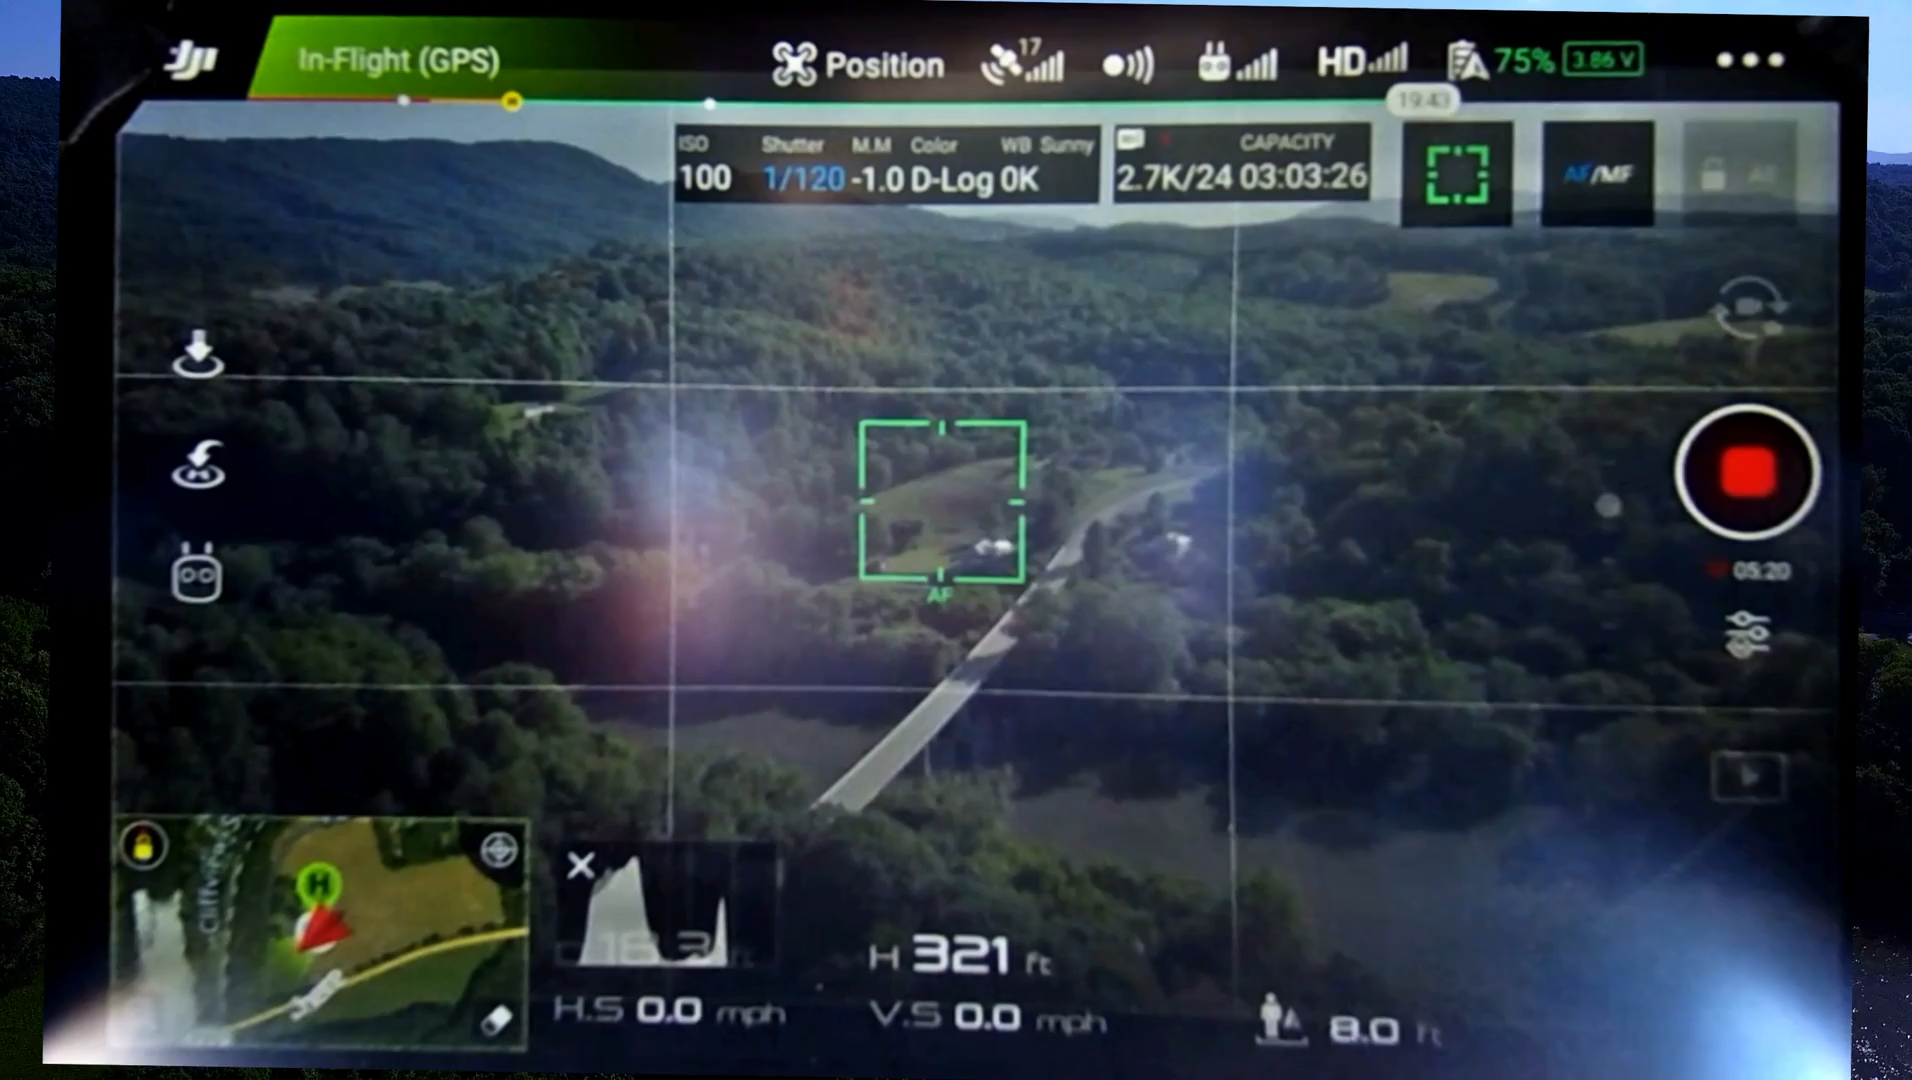 dji In-Flight (GPS) Position 17 HD 75% 3.86 V
19:43
ISO Shutter M.M Color WB Sunny CAPACITY
100 1/120 -1.0 D-Log 0K 2.7K/24 03:03:26 AF/MF
AF
05:20
H
H 321 ft
H.S 0.0 mph V.S 0.0 mph 8.0 ft